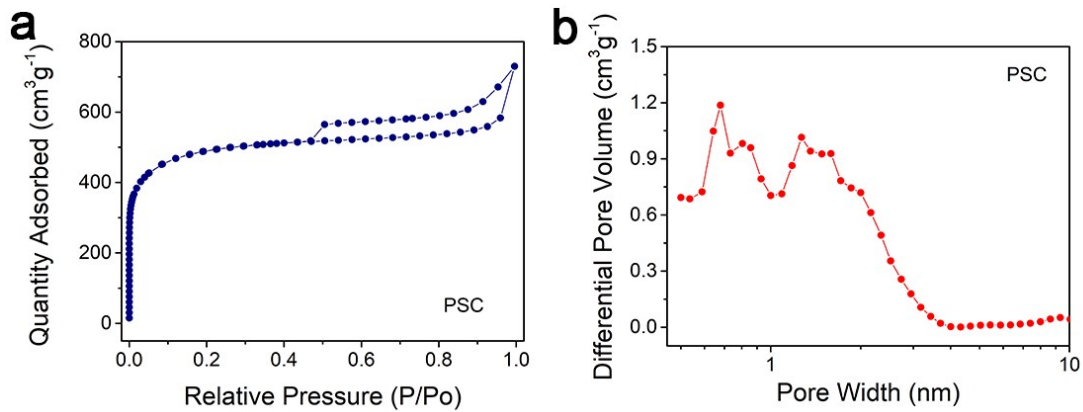 a
Quantity Adsorbed (cm³g⁻¹)
800
600
400
200
0
PSC
0.0 0.2 0.4 0.6 0.8 1.0
Relative Pressure (P/Po)
b
Differential Pore Volume (cm³g⁻¹)
1.5
1.2
0.9
0.6
0.3
0.0
PSC
1 10
Pore Width (nm)